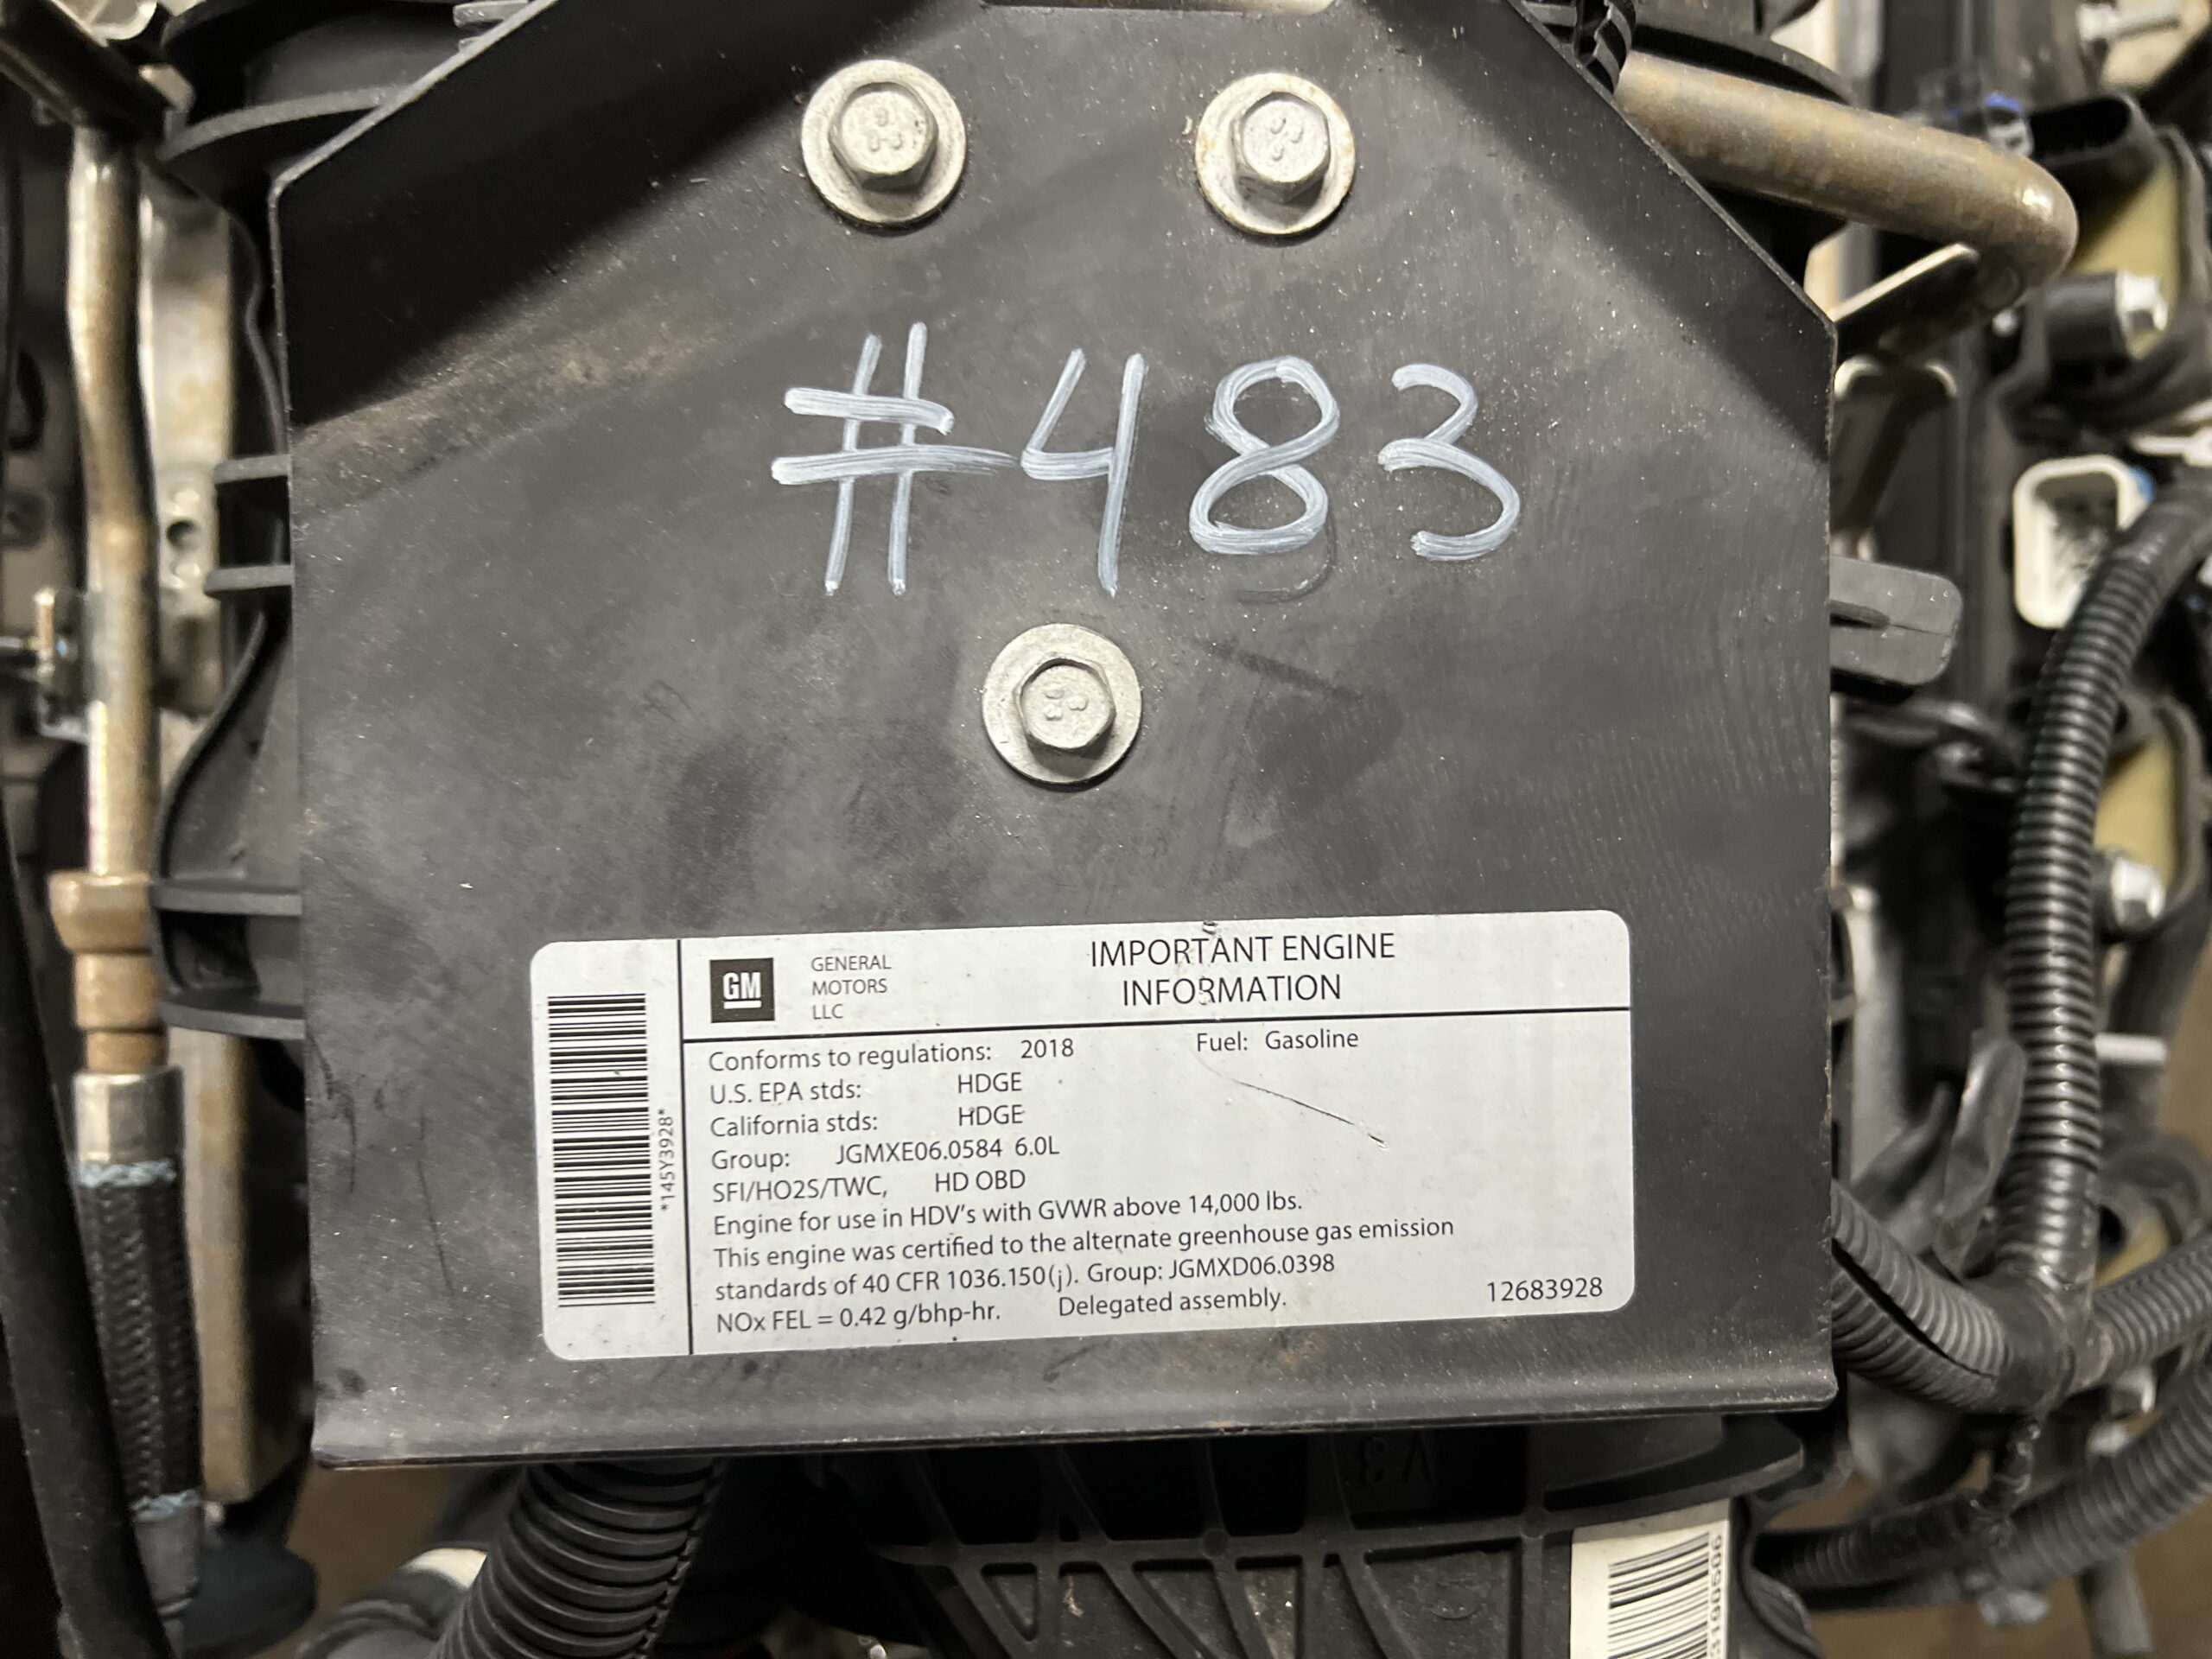 #483
GM
GENERAL
MOTORS
LLC
IMPORTANT ENGINE
INFORMATION
Conforms to regulations: 2018 Fuel: Gasoline
U.S. EPA stds: HDGE
California stds: HDGE
Group: JGMXE06.0584 6.0L
SFI/HO2S/TWC, HD OBD
Engine for use in HDV's with GVWR above 14,000 lbs.
This engine was certified to the alternate greenhouse gas emission
standards of 40 CFR 1036.150(j). Group: JGMXD06.0398
NOx FEL = 0.42 g/bhp-hr. Delegated assembly.
12683928
*145Y3928*